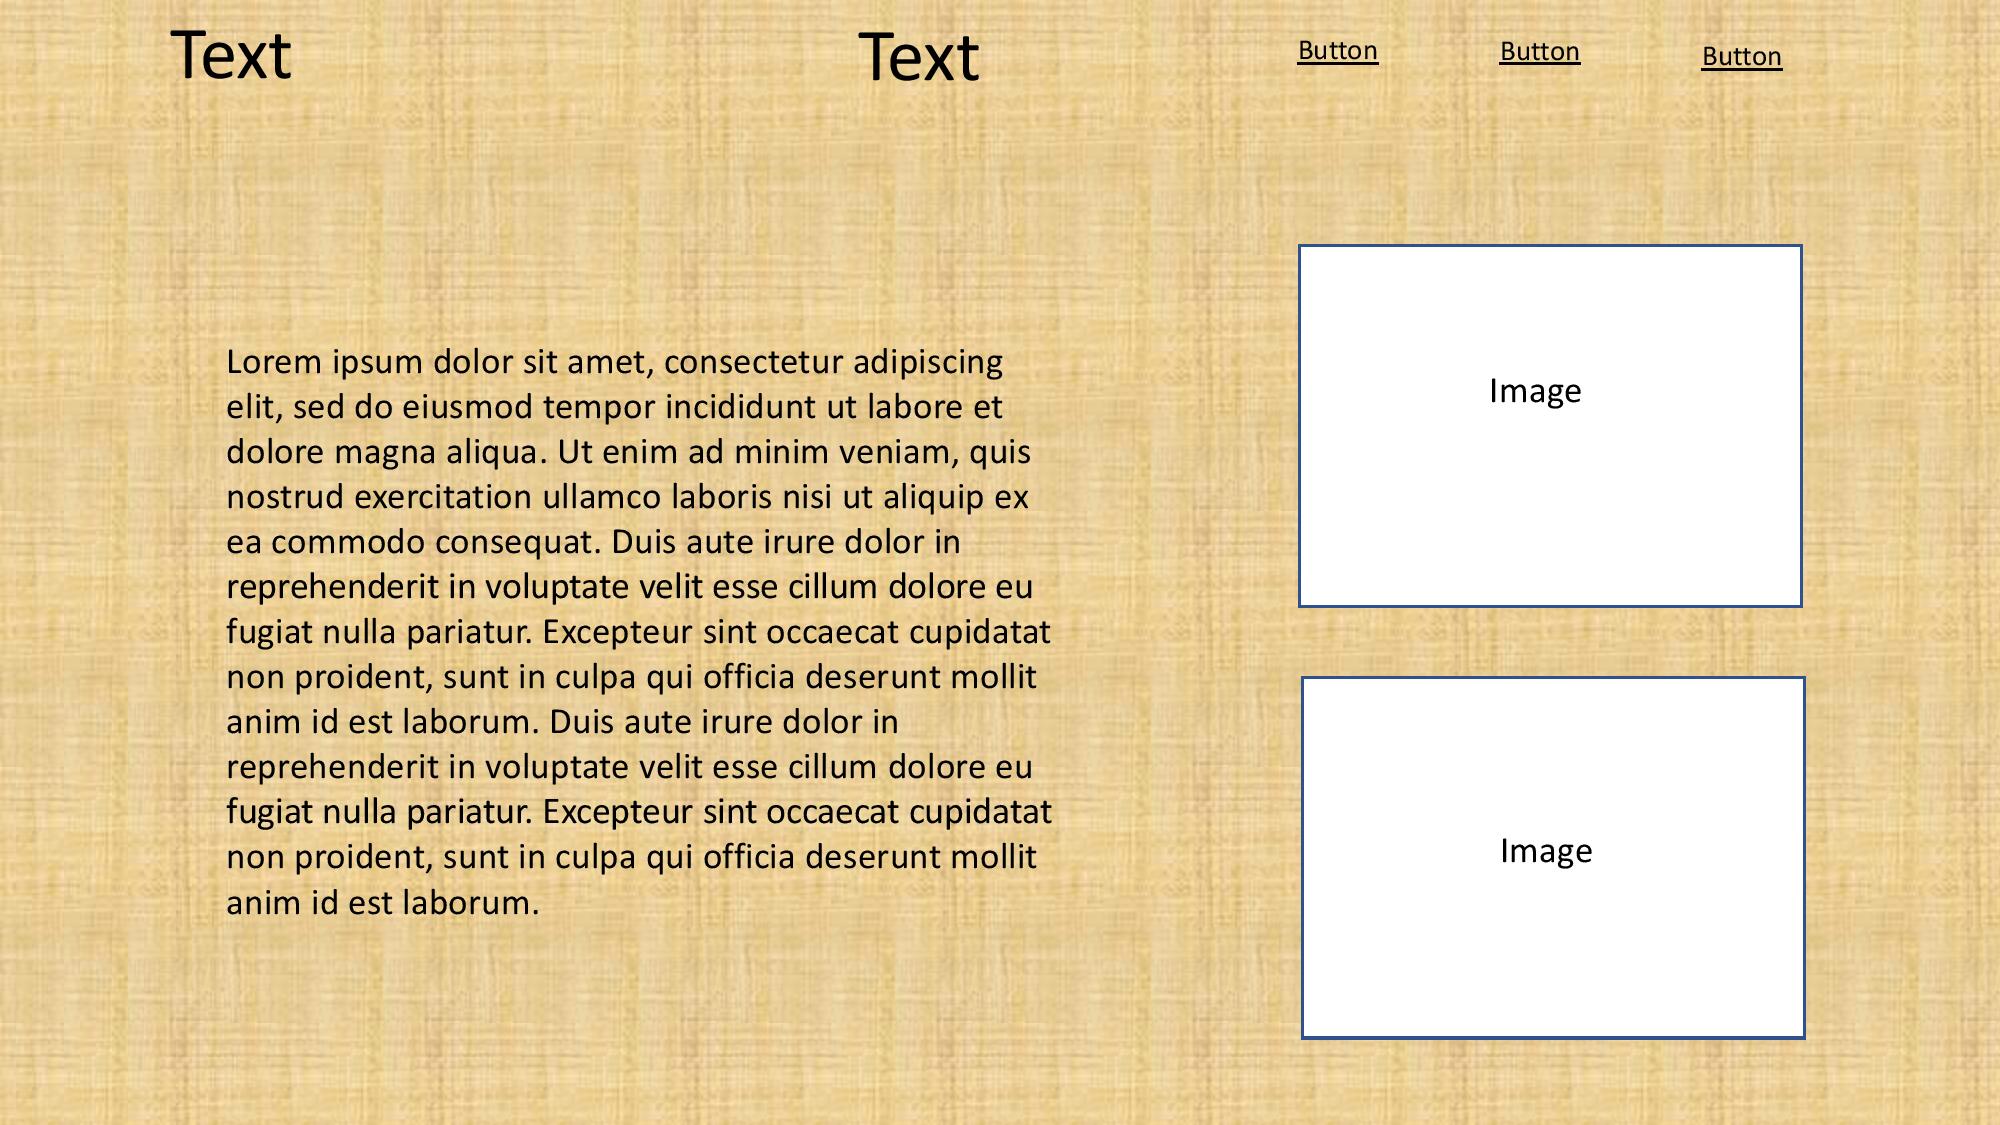 Text
Text
Button
Button
Button
Lorem ipsum dolor sit amet, consectetur adipiscing
elit, sed do eiusmod tempor incididunt ut labore et
dolore magna aliqua. Ut enim ad minim veniam, quis
nostrud exercitation ullamco laboris nisi ut aliquip ex
ea commodo consequat. Duis aute irure dolor in
reprehenderit in voluptate velit esse cillum dolore eu
fugiat nulla pariatur. Excepteur sint occaecat cupidatat
non proident, sunt in culpa qui officia deserunt mollit
anim id est laborum. Duis aute irure dolor in
reprehenderit in voluptate velit esse cillum dolore eu
fugiat nulla pariatur. Excepteur sint occaecat cupidatat
non proident, sunt in culpa qui officia deserunt mollit
anim id est laborum.
Image
Image